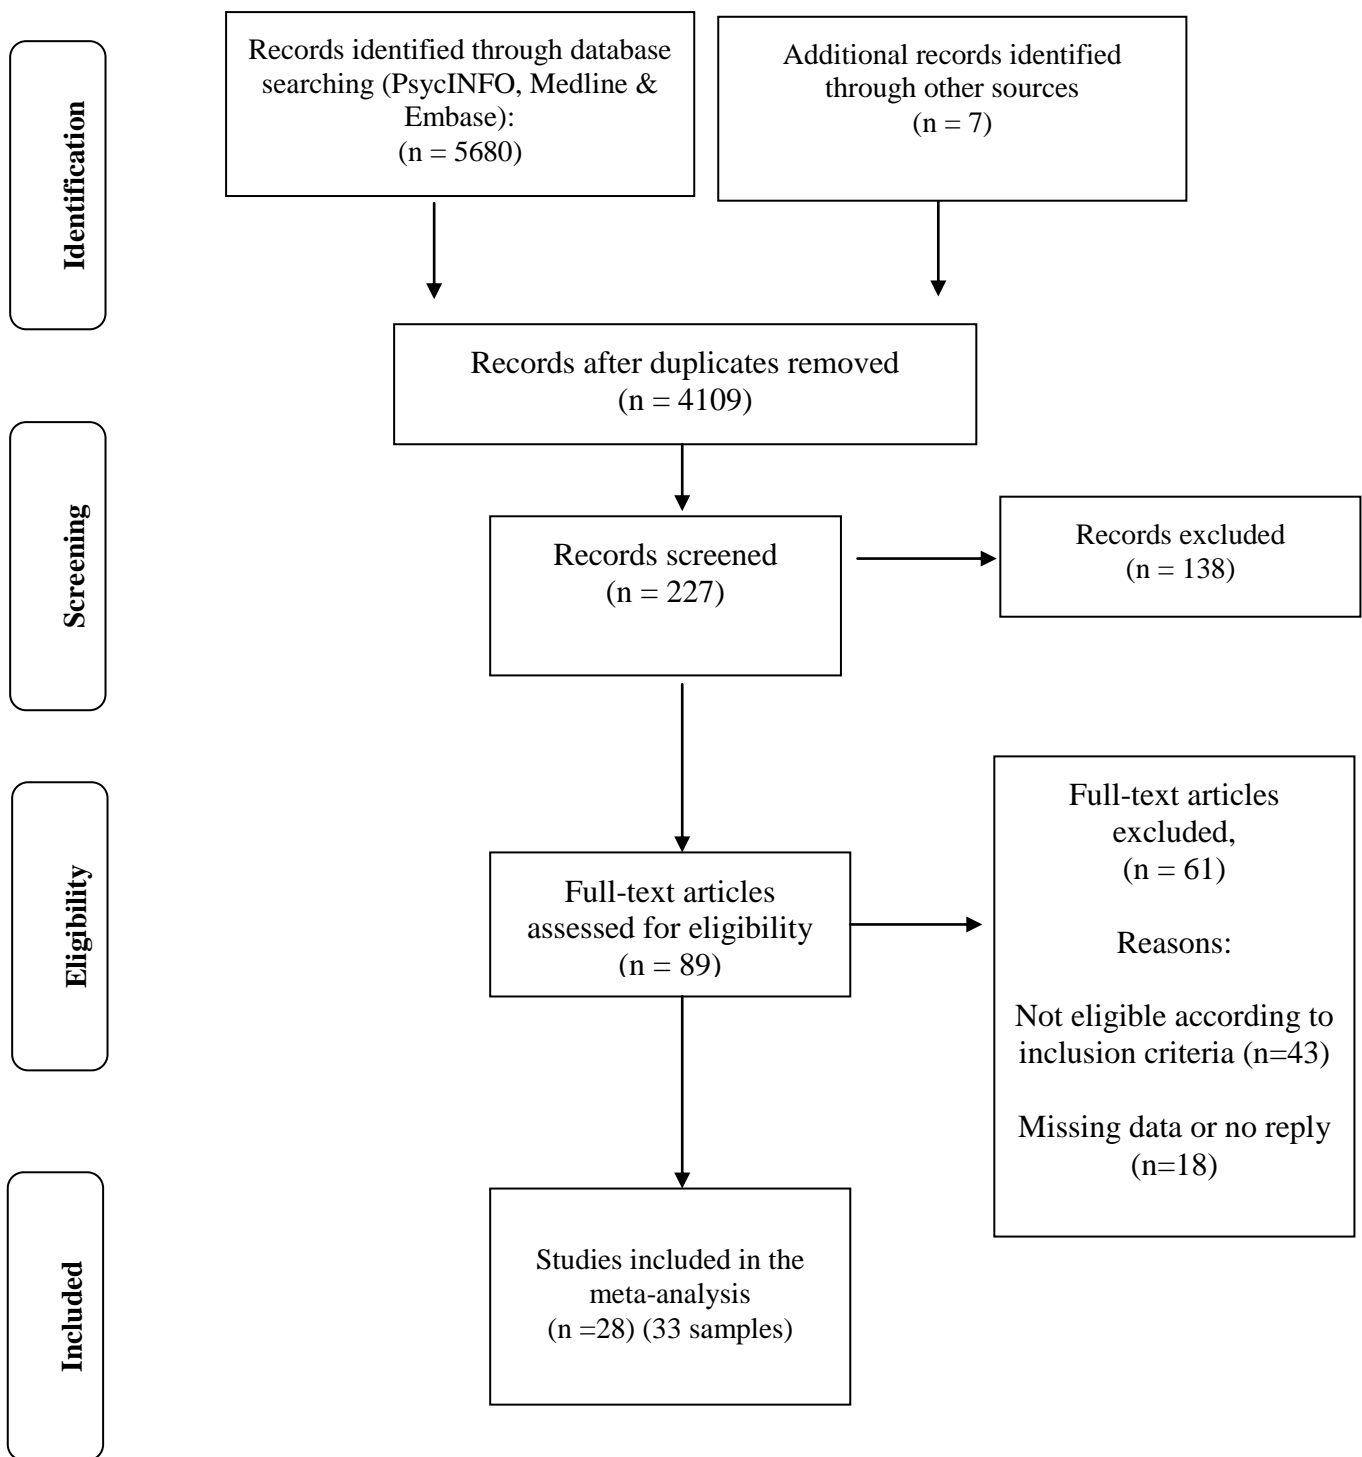 Identification
Records identified through database
searching (PsycINFO, Medline &
Embase):
(n = 5680)
Additional records identified
through other sources
(n = 7)
Records after duplicates removed
(n = 4109)
Screening
Records screened
(n = 227)
Records excluded
(n = 138)
Eligibility
Full-text articles
assessed for eligibility
(n = 89)
Full-text articles
excluded,
(n = 61)
Reasons:
Not eligible according to
inclusion criteria (n=43)
Missing data or no reply
(n=18)
Included
Studies included in the
meta-analysis
(n =28) (33 samples)